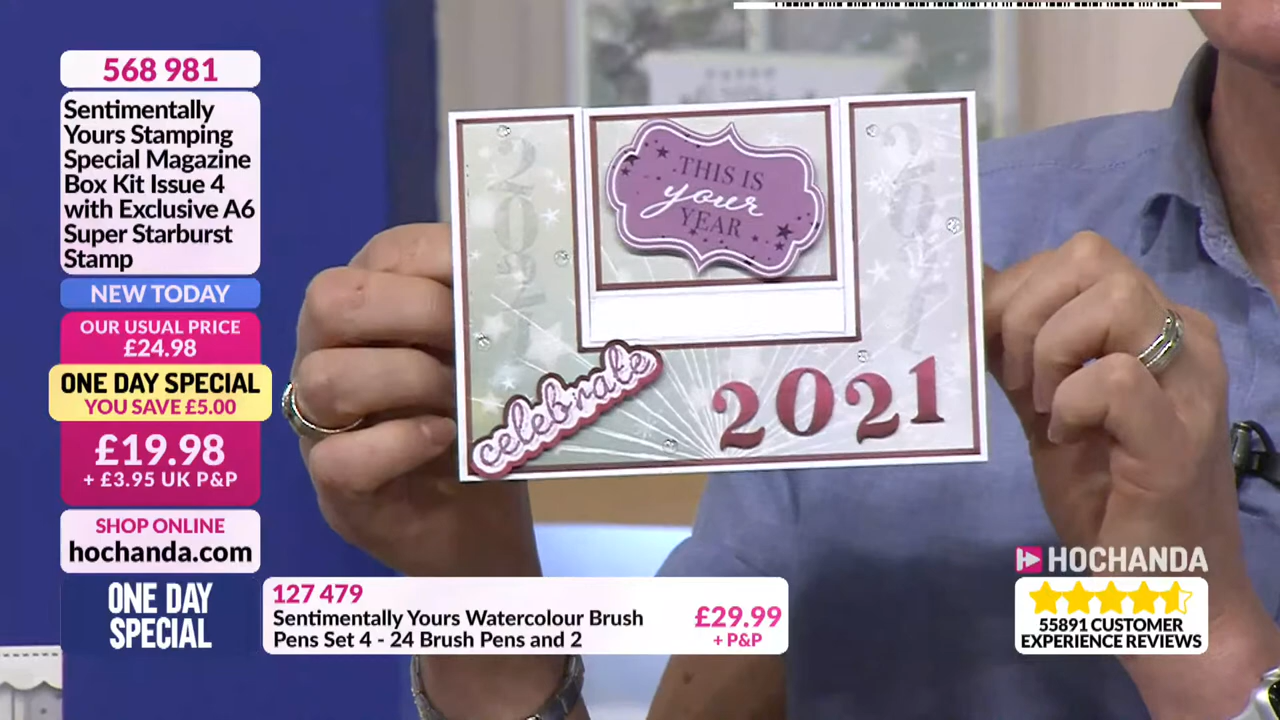 568 981
Sentimentally
Yours Stamping
Special Magazine
Box Kit Issue 4
with Exclusive A6
Super Starburst
Stamp
NEW TODAY
OUR USUAL PRICE
£24.98
ONE DAY SPECIAL
YOU SAVE £5.00
£19.98
+ £3.95 UK P&P
SHOP ONLINE
hochanda.com
2021
THIS IS
your
YEAR
2021
celebrate
2021
ONE DAY
SPECIAL
127 479
Sentimentally Yours Watercolour Brush
Pens Set 4 - 24 Brush Pens and 2
£29.99
+ P&P
HOCHANDA
55891 CUSTOMER
EXPERIENCE REVIEWS